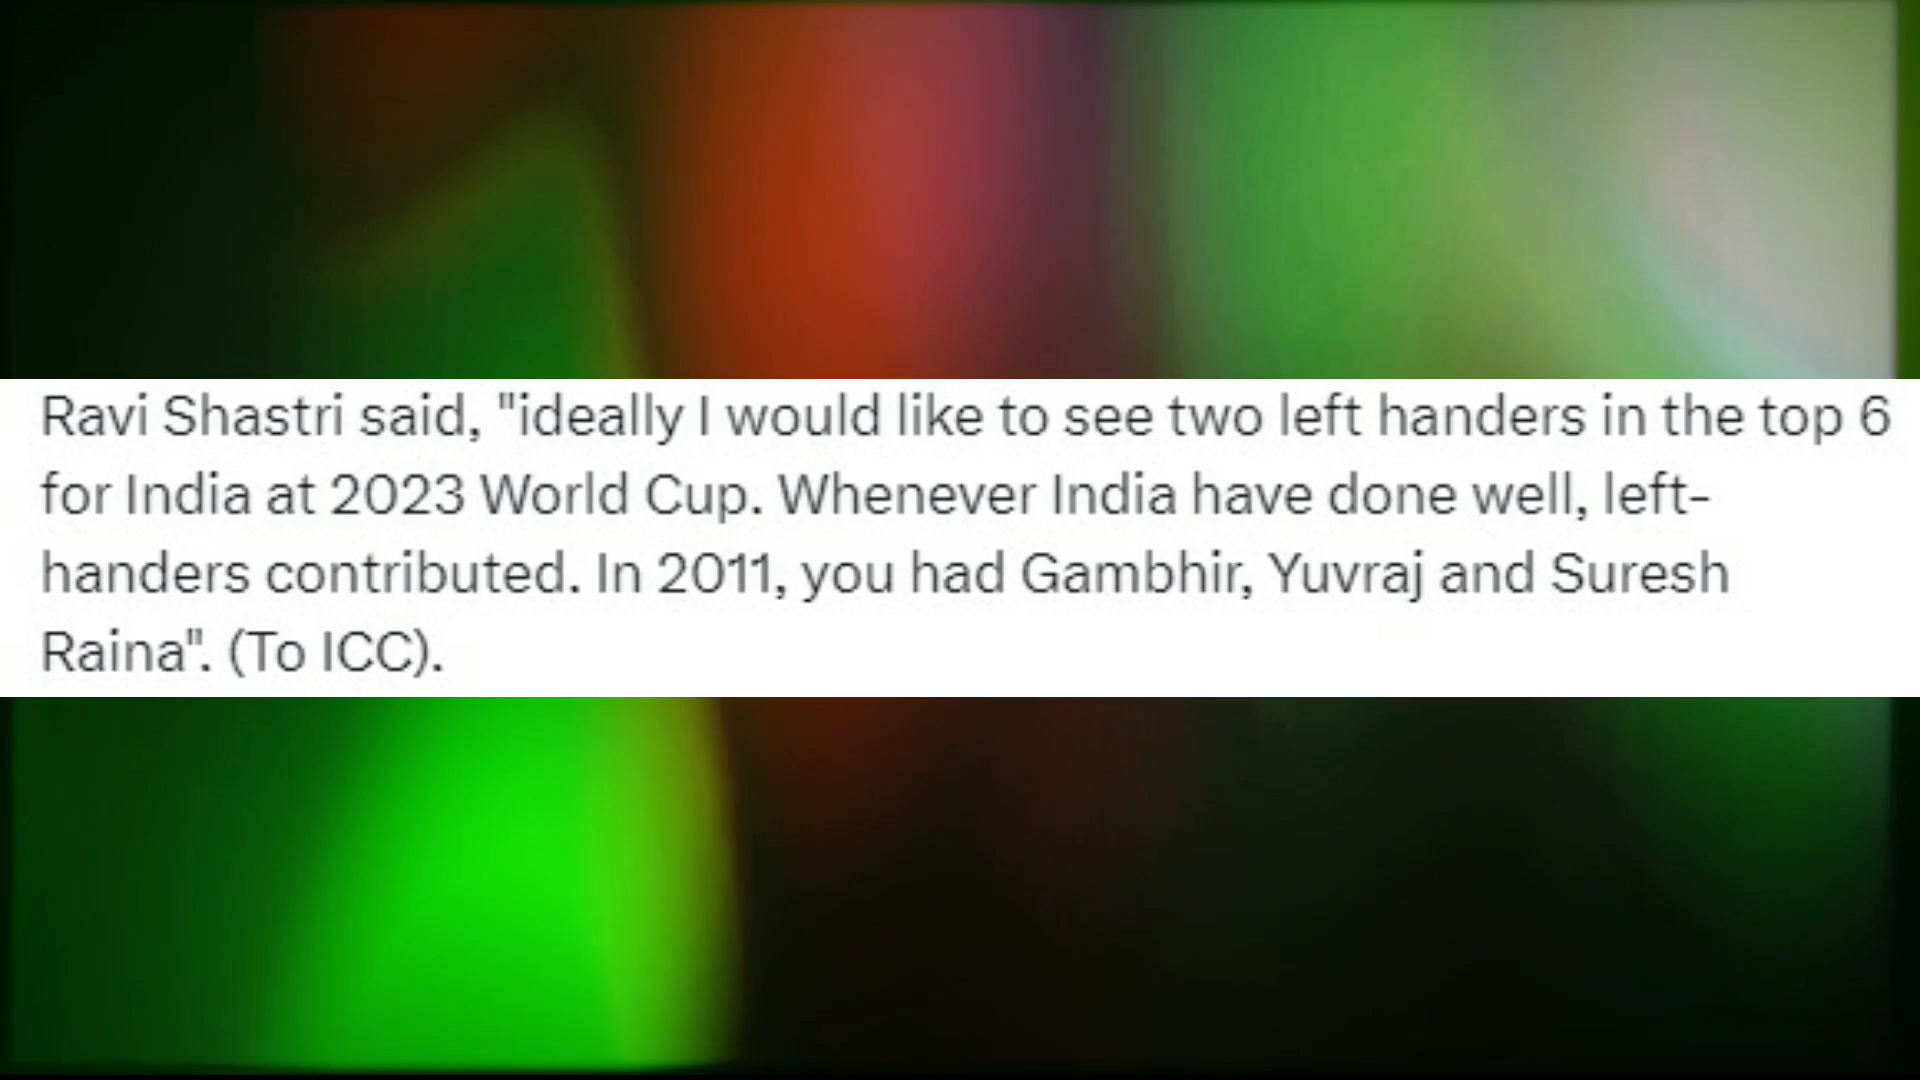 Ravi Shastri said, "ideally I would like to see two left handers in the top 6
for India at 2023 World Cup. Whenever India have done well, left-
handers contributed. In 2011, you had Gambhir, Yuvraj and Suresh
Raina". (To ICC).